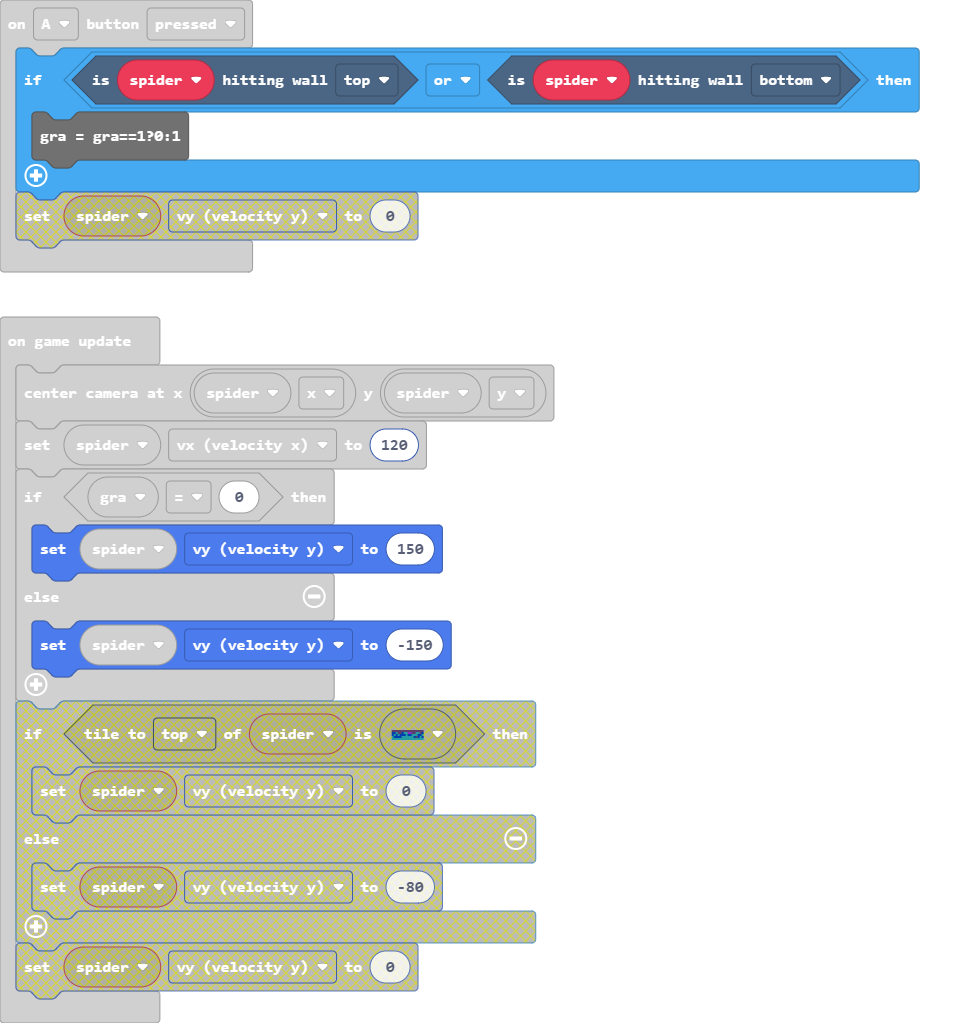 on A button pressed
if is spider hitting wall top or is spider hitting wall bottom then
gra = gra==1?0:1
set spider vy (velocity y) to 0
on game update
center camera at x spider x y spider y
set spider vx (velocity x) to 120
if gra = 0 then
set spider vy (velocity y) to 150
else
set spider vy (velocity y) to -150
if tile to top of spider is then
set spider vy (velocity y) to 0
else
set spider vy (velocity y) to -80
set spider vy (velocity y) to 0